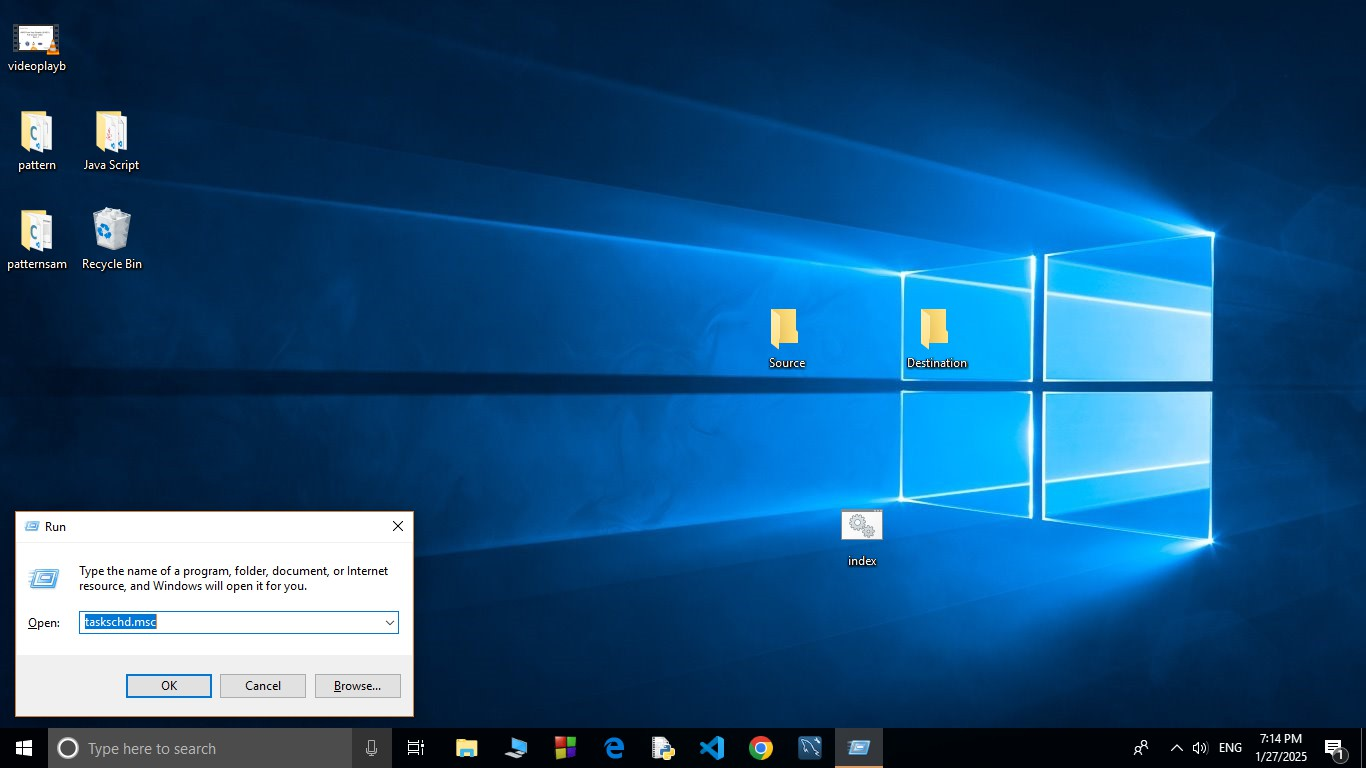 videoplayb
pattern
Java Script
patternsam
Recycle Bin
Source
Destination
index
Run
Type the name of a program, folder, document, or Internet
resource, and Windows will open it for you.
Open:
taskschd.msc
OK
Cancel
Browse...
Type here to search
ENG
7:14 PM
1/27/2025
1